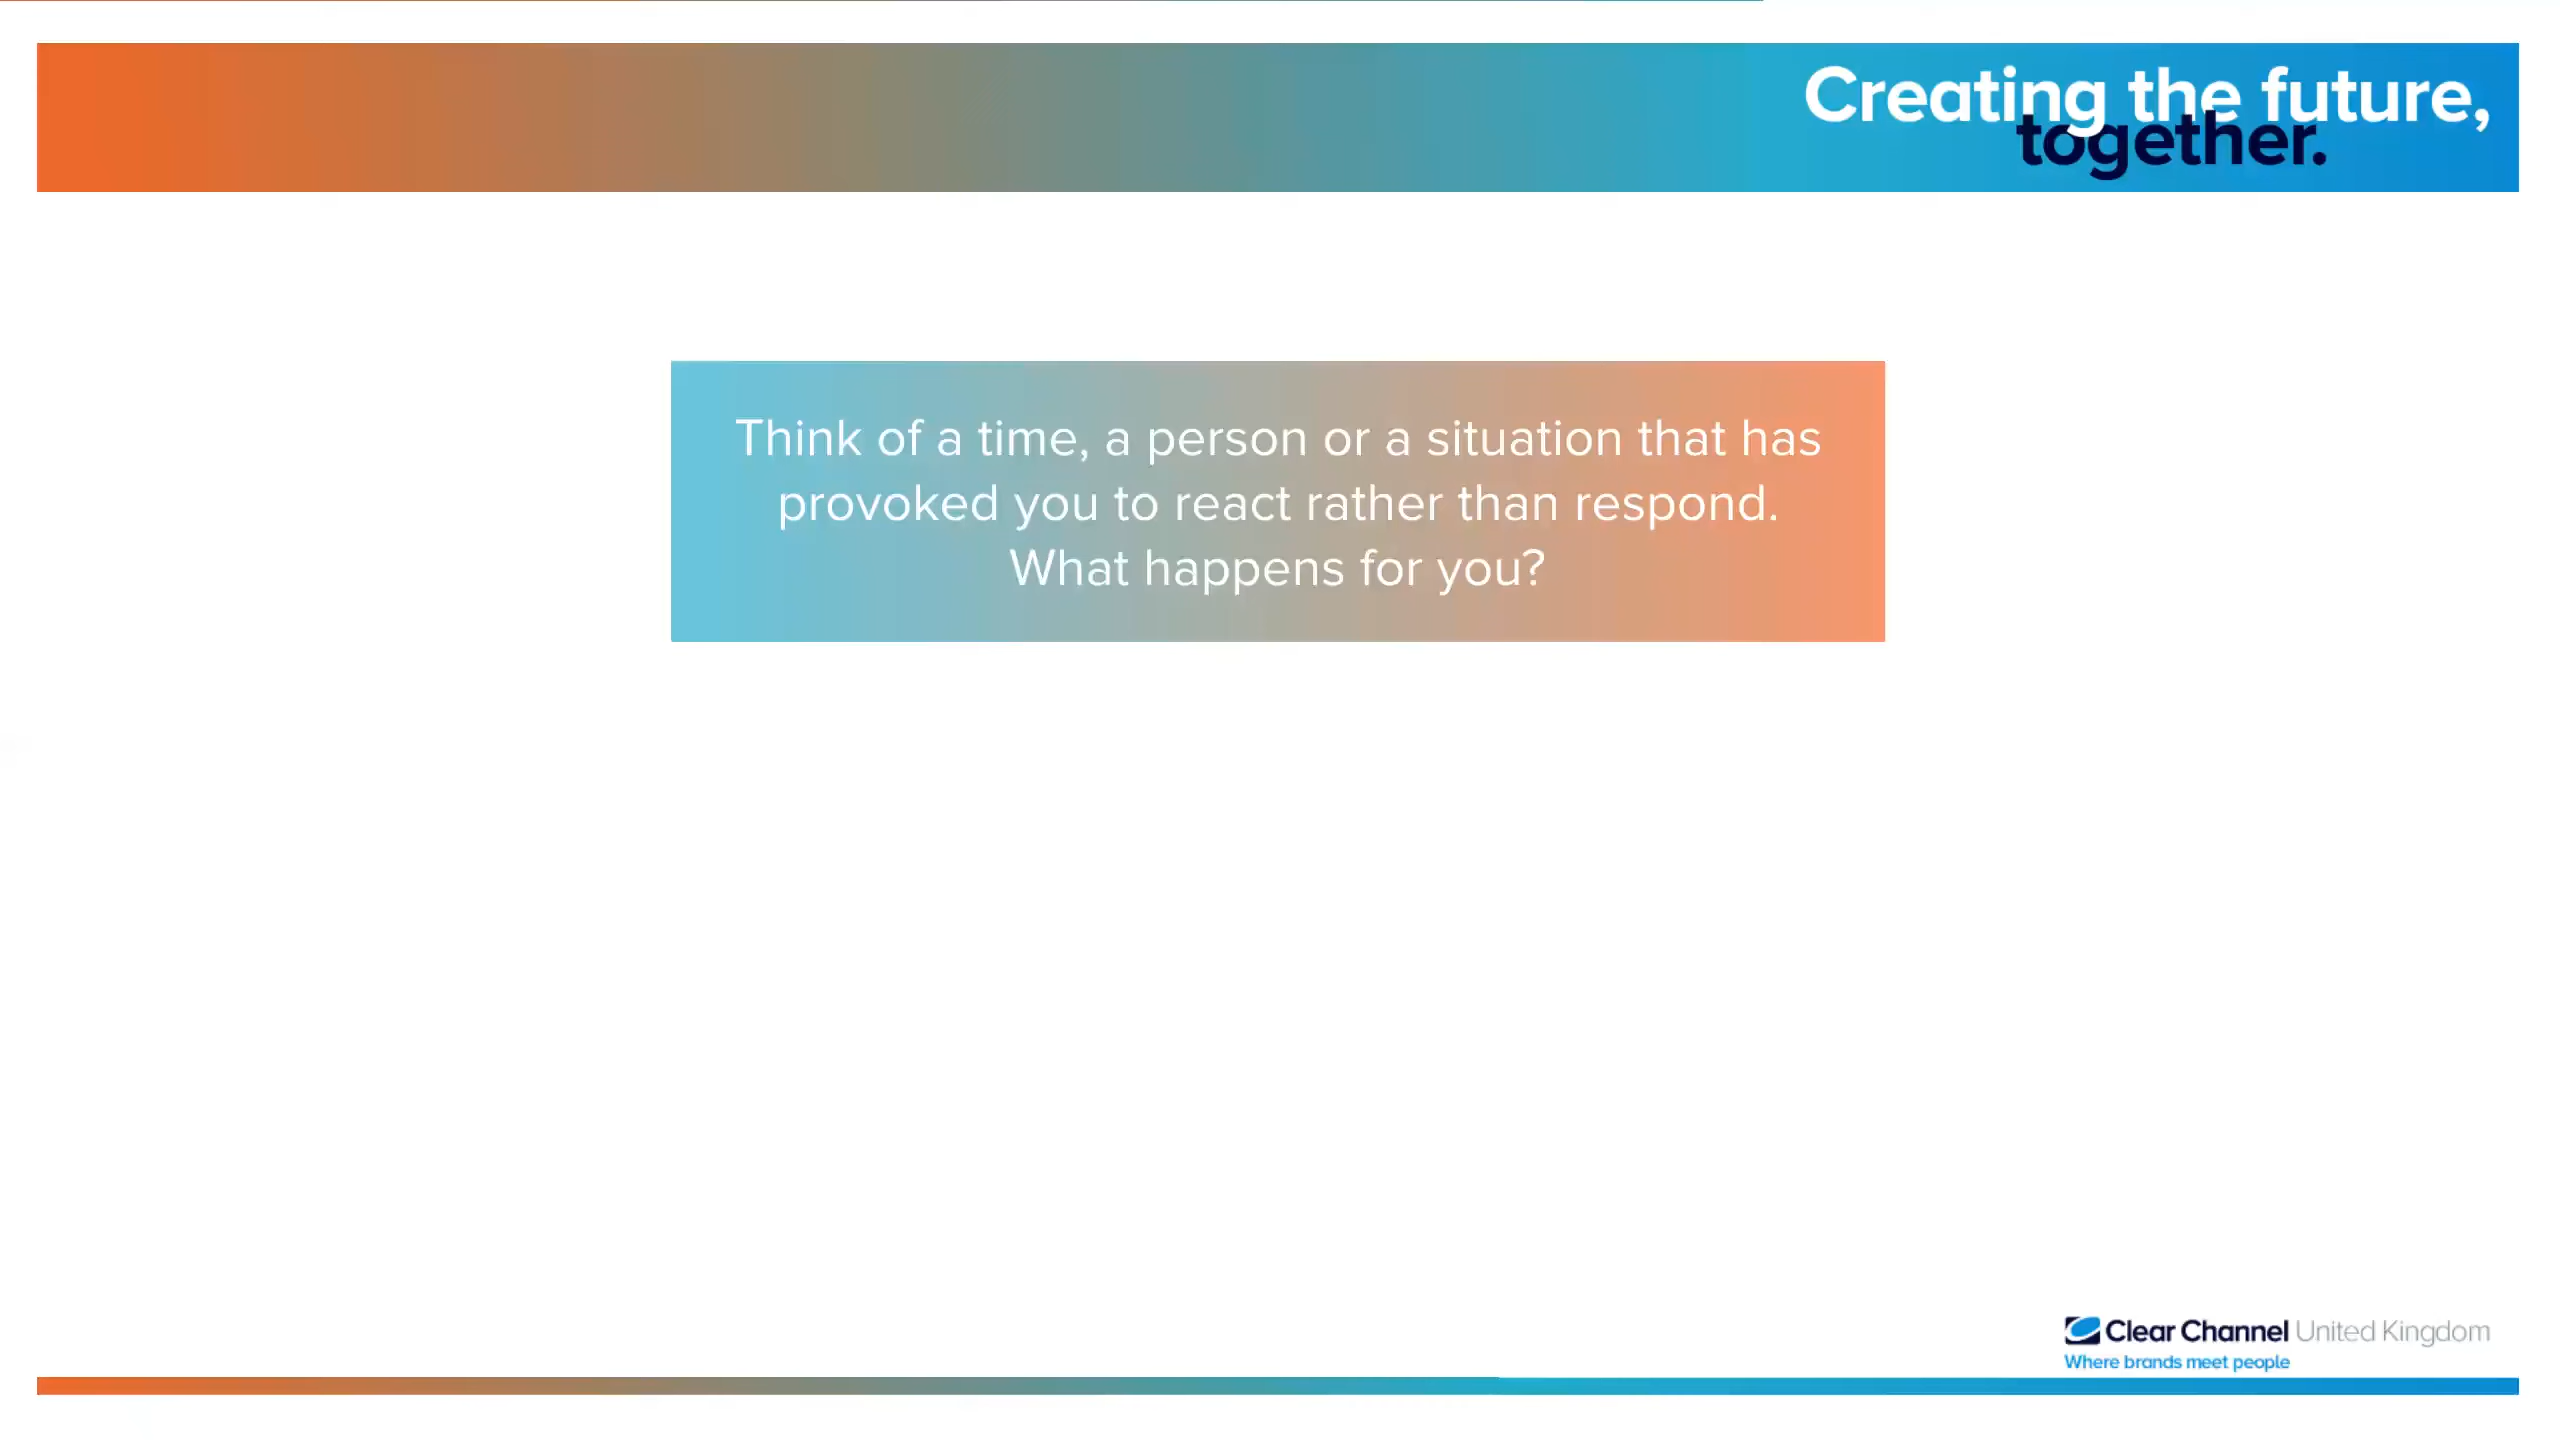 Creating the future,
together.
Think of a time, a person or a situation that has
provoked you to react rather than respond.
What happens for you?
Clear Channel United Kingdom
Where brands meet people